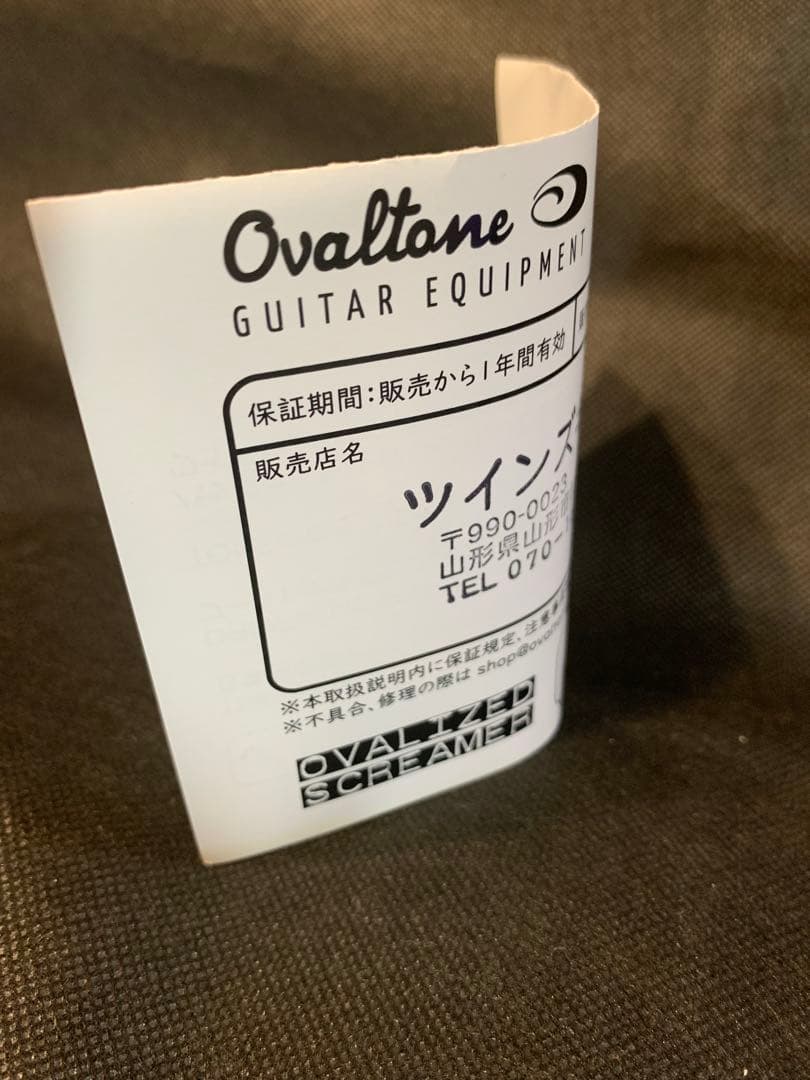 Ovaltone
GUITAR EQUIPMENT
保証期間:販売から1年間有効
販売店名
ツインズ
〒990-0023
山形県山形市
TEL 070-
※本取扱説明内に保証規定、注意事
※不具合、修理の際は shop@oval
OVALIZED
SCREAMER